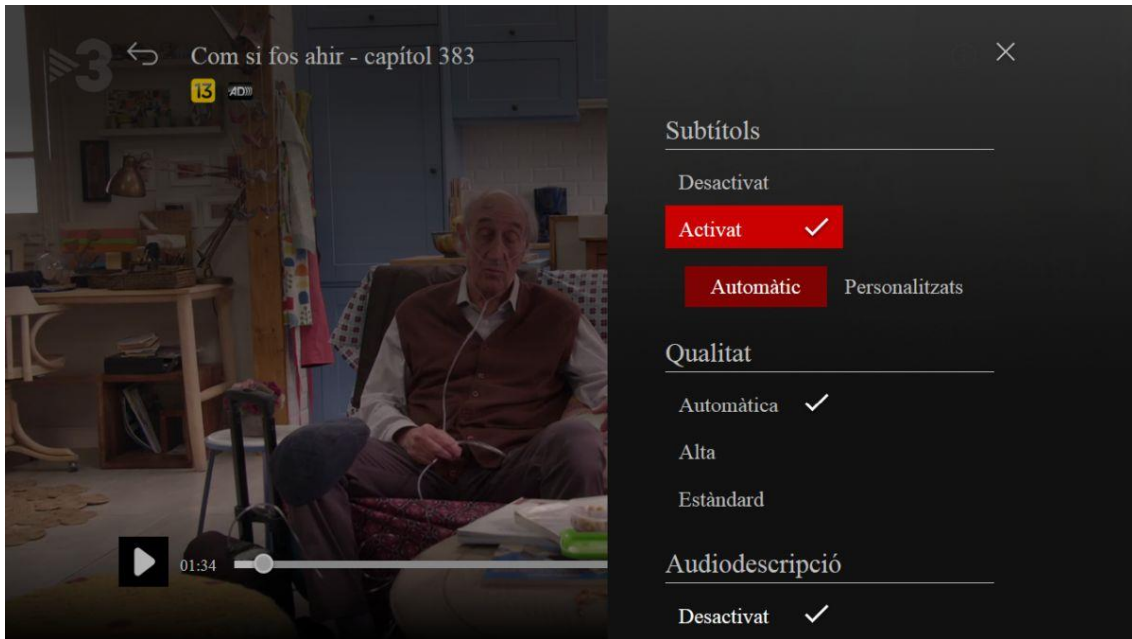 3
Com si fos ahir - capítol 383
13 AD)))
Subtítols
Desactivat
Activat
Automàtic Personalitzats
Qualitat
Automàtica
Alta
Estàndard
01:34
Audiodescripció
Desactivat